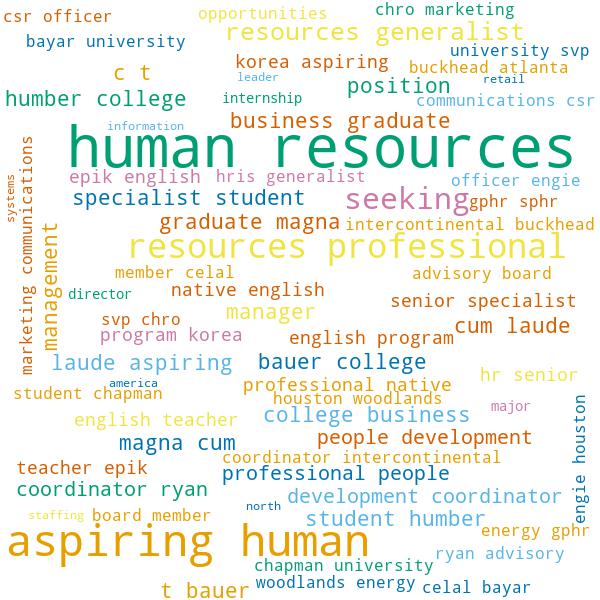 csr officer
opportunities
chro marketing
resources generalist
bayar university
university svp
korea aspiring
buckhead atlanta
c t
leader
retail
position
humber college
internship
communications csr
business graduate
information
human resources
epik english
hris generalist
officer engie
specialist student
seeking
gphr sphr
systems
marketing communications
management
graduate magna
intercontinental buckhead
resources professional
member celal
advisory board
director
native english
senior specialist
svp chro
manager
cum laude
program korea
english program
laude aspiring
bauer college
hr senior
america
professional native
student chapman
houston woodlands
major
college business
english teacher
engie houston
magna cum
people development
coordinator intercontinental
teacher epik
professional people
coordinator ryan
development coordinator
north
staffing
board member
student humber
energy gphr
aspiring human
ryan advisory
chapman university
t bauer
woodlands energy
celal bayar